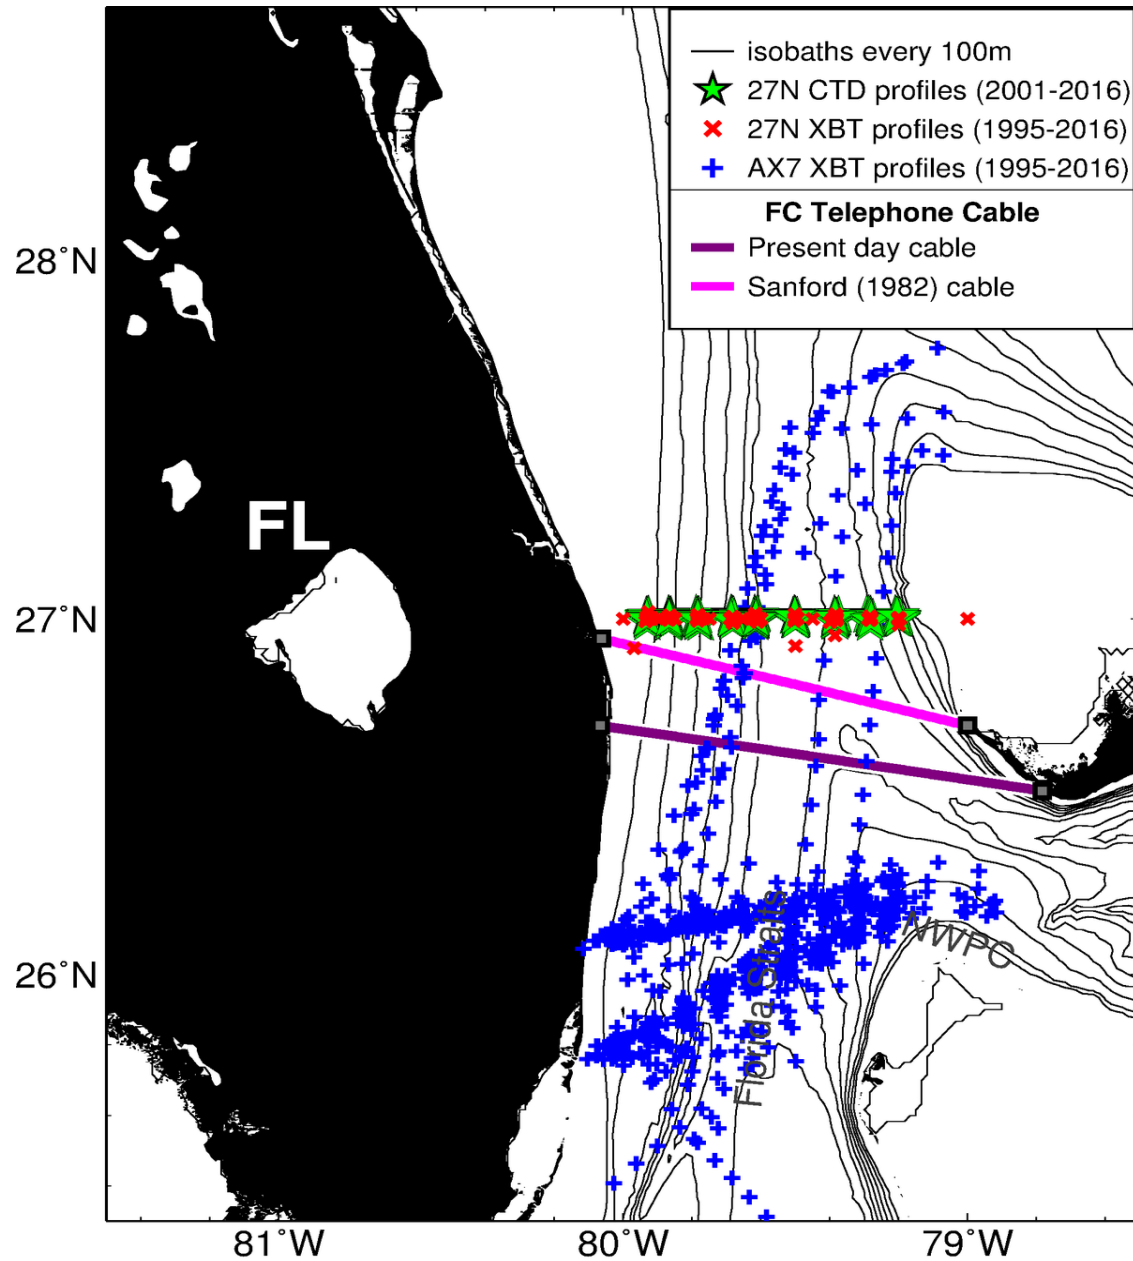 isobaths every 100m
27N CTD profiles (2001-2016)
27N XBT profiles (1995-2016)
AX7 XBT profiles (1995-2016)
FC Telephone Cable
Present day cable
Sanford (1982) cable
28°N
FL
27°N
NWPC
26°N
Florida Straits
81°W
80°W
79°W